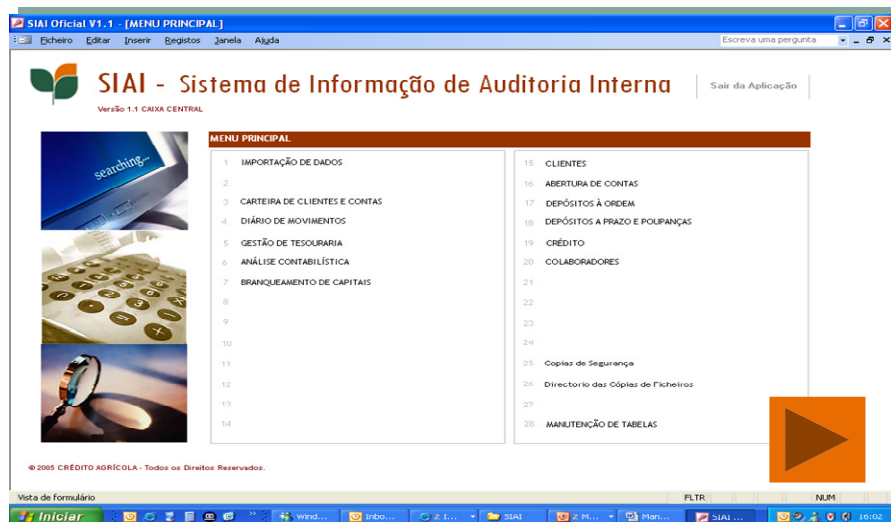 SIAI Oficial V1.1 - [MENU PRINCIPAL]
Ficheiro Editar Inserir Registos Janela Ajuda Escreva uma pergunta
SIAI - Sistema de Informação de Auditoria Interna
Sair da Aplicação
Versão 1.1 CAIXA CENTRAL
MENU PRINCIPAL
searching...
1 IMPORTAÇÃO DE DADOS
2
3 CARTEIRA DE CLIENTES E CONTAS
4 DIÁRIO DE MOVIMENTOS
5 GESTÃO DE TESOURARIA
6 ANÁLISE CONTABILÍSTICA
7 BRANQUEAMENTO DE CAPITAIS
8
9
10
11
12
13
14
15 CLIENTES
16 ABERTURA DE CONTAS
17 DEPÓSITOS À ORDEM
18 DEPÓSITOS A PRAZO E POUPANÇAS
19 CRÉDITO
20 COLABORADORES
21
22
23
24
25 Copias de Segurança
26 Directorio das Cópias de Ficheiros
27
28 MANUTENÇÃO DE TABELAS
© 2005 CRÉDITO AGRÍCOLA - Todos os Direitos Reservados.
Vista de formulário FLTR NUM
Iniciar Wind... Inbo... 2 I... SIAI 2 M... Man... SIAI ... 16:02